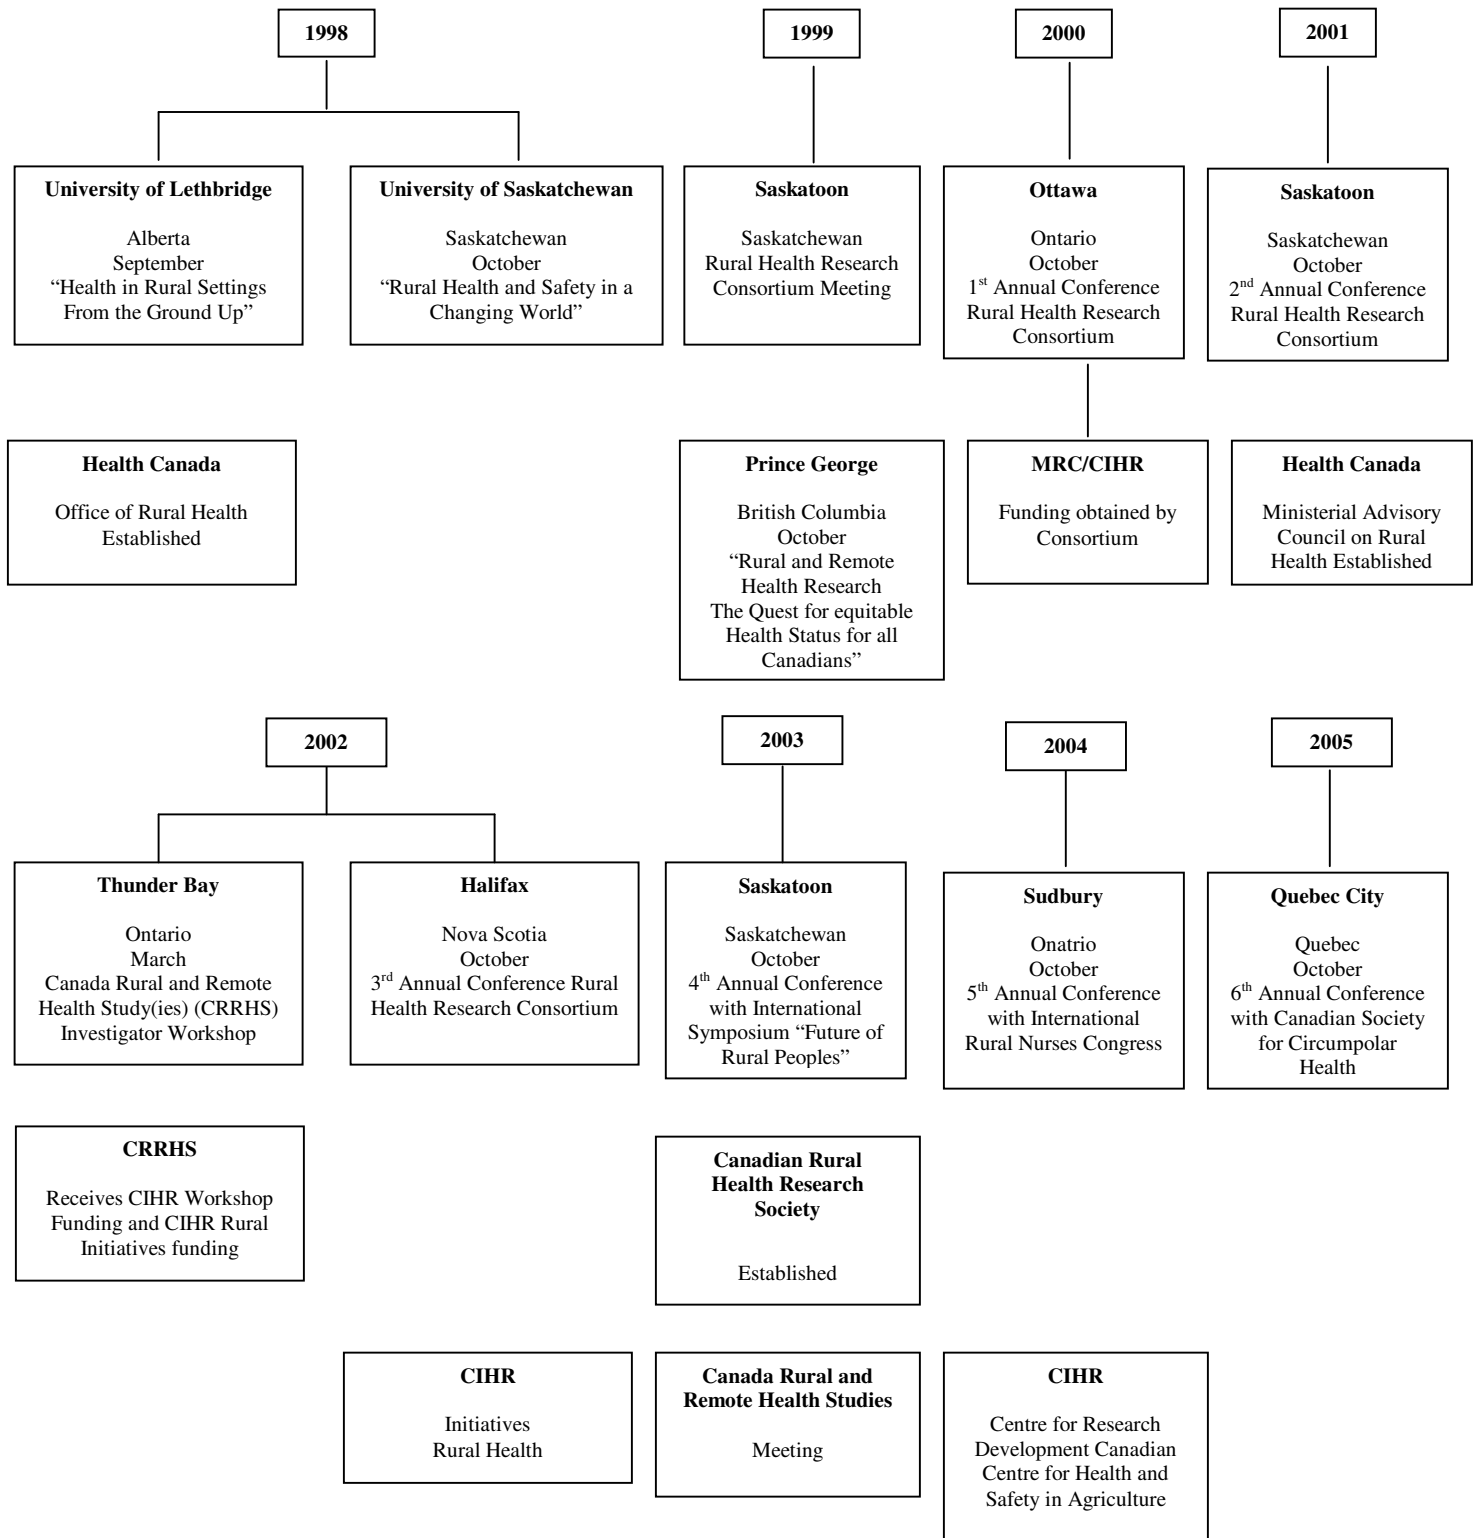 1998
1999
2000
2001
University of Lethbridge
Alberta
September
“Health in Rural Settings
From the Ground Up”
University of Saskatchewan
Saskatchewan
October
“Rural Health and Safety in a
Changing World”
Saskatoon
Saskatchewan
Rural Health Research
Consortium Meeting
Ottawa
Ontario
October
1st Annual Conference
Rural Health Research
Consortium
Saskatoon
Saskatchewan
October
2nd Annual Conference
Rural Health Research
Consortium
Health Canada
Office of Rural Health
Established
Prince George
British Columbia
October
“Rural and Remote
Health Research
The Quest for equitable
Health Status for all
Canadians”
MRC/CIHR
Funding obtained by
Consortium
Health Canada
Ministerial Advisory
Council on Rural
Health Established
2002
2003
2004
2005
Thunder Bay
Ontario
March
Canada Rural and Remote
Health Study(ies) (CRRHS)
Investigator Workshop
Halifax
Nova Scotia
October
3rd Annual Conference Rural
Health Research Consortium
Saskatoon
Saskatchewan
October
4th Annual Conference
with International
Symposium “Future of
Rural Peoples”
Sudbury
Onatrio
October
5th Annual Conference
with International
Rural Nurses Congress
Quebec City
Quebec
October
6th Annual Conference
with Canadian Society
for Circumpolar
Health
CRRHS
Receives CIHR Workshop
Funding and CIHR Rural
Initiatives funding
Canadian Rural
Health Research
Society
Established
CIHR
Initiatives
Rural Health
Canada Rural and
Remote Health Studies
Meeting
CIHR
Centre for Research
Development Canadian
Centre for Health and
Safety in Agriculture